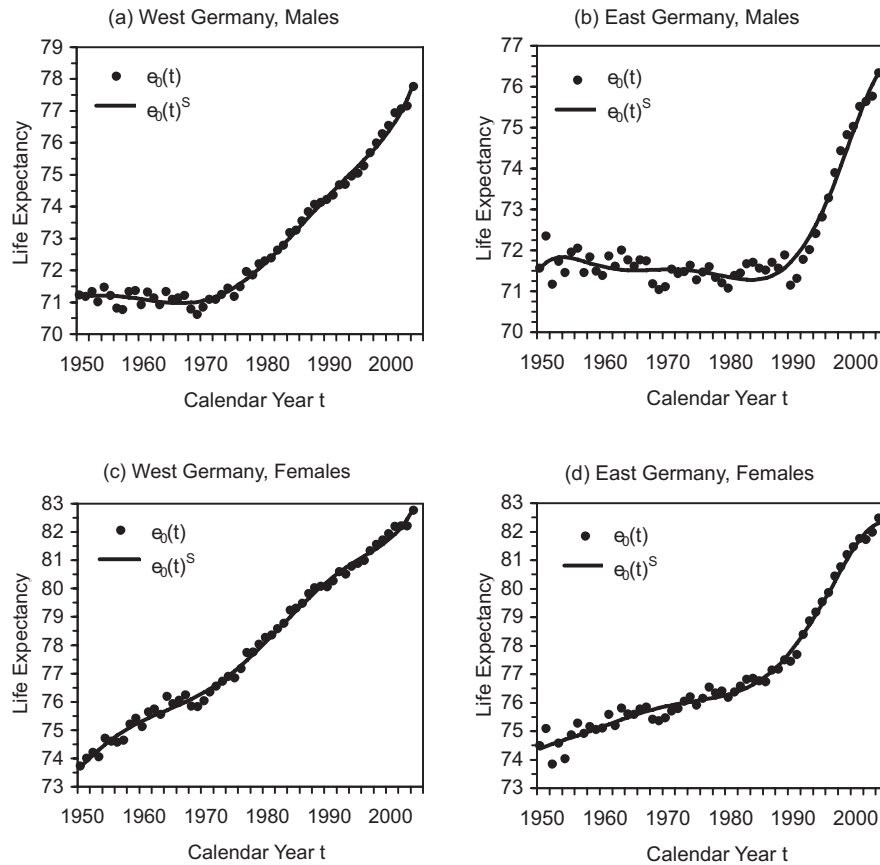 (a) West Germany, Males
79
78
77
76
75
74
73
72
71
70
Life Expectancy
e0(t)
e0(t)S
1950 1960 1970 1980 1990 2000
Calendar Year t
(b) East Germany, Males
77
76
75
74
73
72
71
70
Life Expectancy
e0(t)
e0(t)S
1950 1960 1970 1980 1990 2000
Calendar Year t
(c) West Germany, Females
83
82
81
80
79
78
77
76
75
74
73
Life Expectancy
e0(t)
e0(t)S
1950 1960 1970 1980 1990 2000
Calendar Year t
(d) East Germany, Females
83
82
81
80
79
78
77
76
75
74
73
Life Expectancy
e0(t)
e0(t)S
1950 1960 1970 1980 1990 2000
Calendar Year t